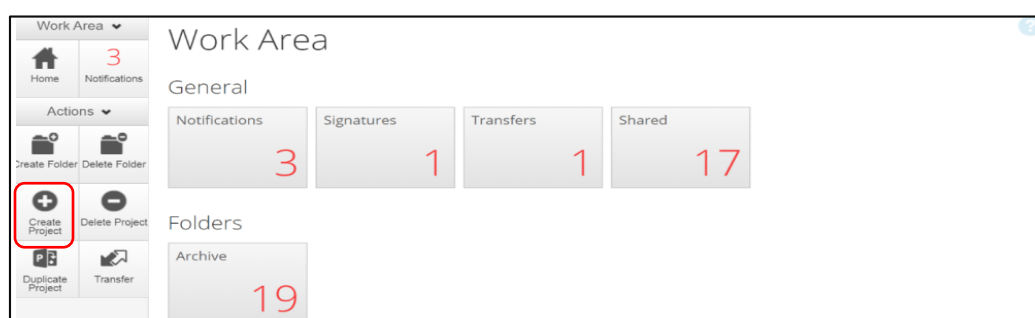 Work Area
3
Home
Notifications
Actions
Create Folder
Delete Folder
Create
Project
Delete Project
Duplicate
Project
Transfer
Work Area
General
Notifications
3
Signatures
1
Transfers
1
Shared
17
Folders
Archive
19
?